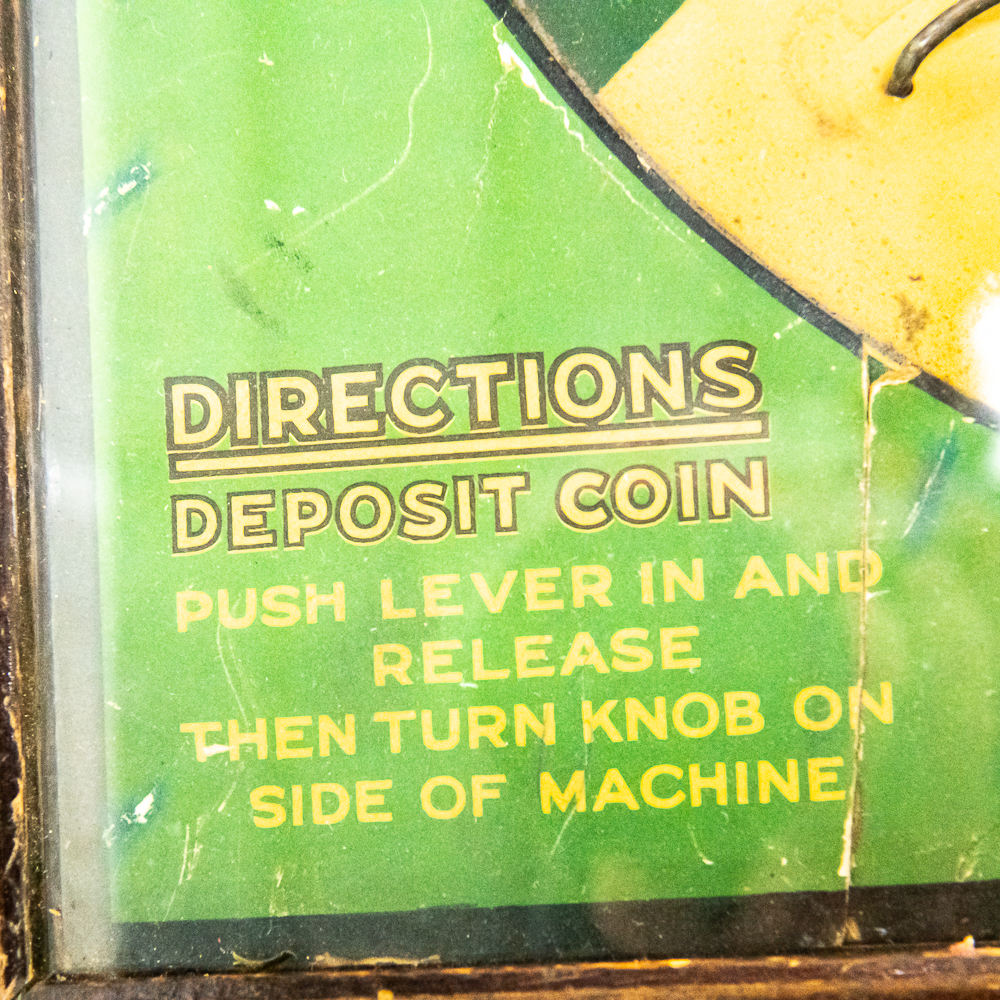 DIRECTIONS
DEPOSIT COIN
PUSH LEVER IN AND
RELEASE
THEN TURN KNOB ON
SIDE OF MACHINE